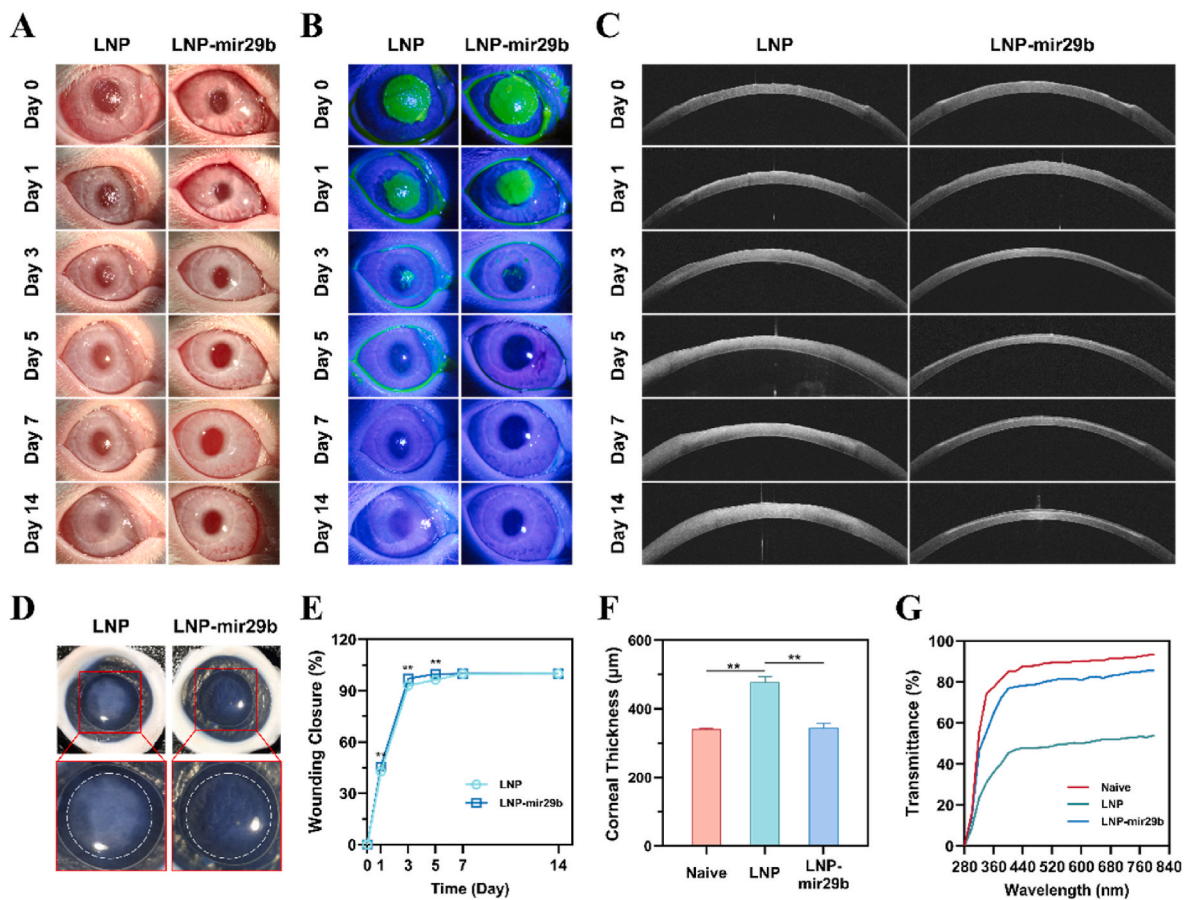 A
LNP LNP-mir29b
Day 0
Day 1
Day 3
Day 5
Day 7
Day 14
B
LNP LNP-mir29b
Day 0
Day 1
Day 3
Day 5
Day 7
Day 14
C
LNP LNP-mir29b
Day 0
Day 1
Day 3
Day 5
Day 7
Day 14
D
LNP LNP-mir29b
E
Wounding Closure (%)
120
90
60
30
0
** ** **
LNP
LNP-mir29b
0 1 3 5 7 14
Time (Day)
F
Corneal Thickness (μm)
600
400
200
0
** **
Naive LNP LNP-
mir29b
G
Transmittance (%)
100
80
60
40
20
0
Naive
LNP
LNP-mir29b
280 360 440 520 600 680 760 840
Wavelength (nm)